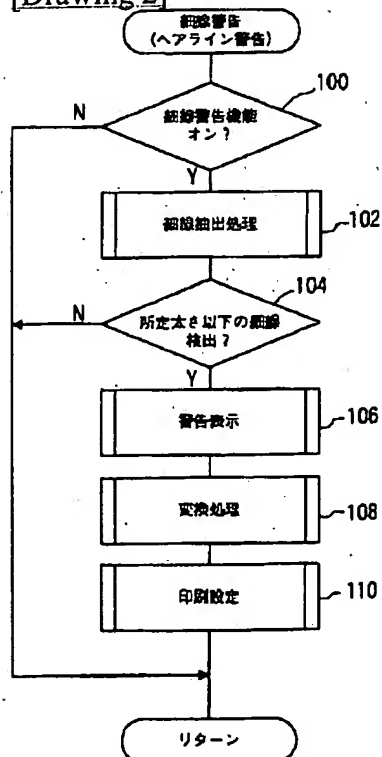 [Drawing 2]
細線警告
(ヘアライン警告)
100
N
細線警告機能
オン?
Y
細線抽出処理
102
104
N
所定太さ以下の細線
検出?
Y
警告表示
106
変換処理
108
印刷設定
110
リターン